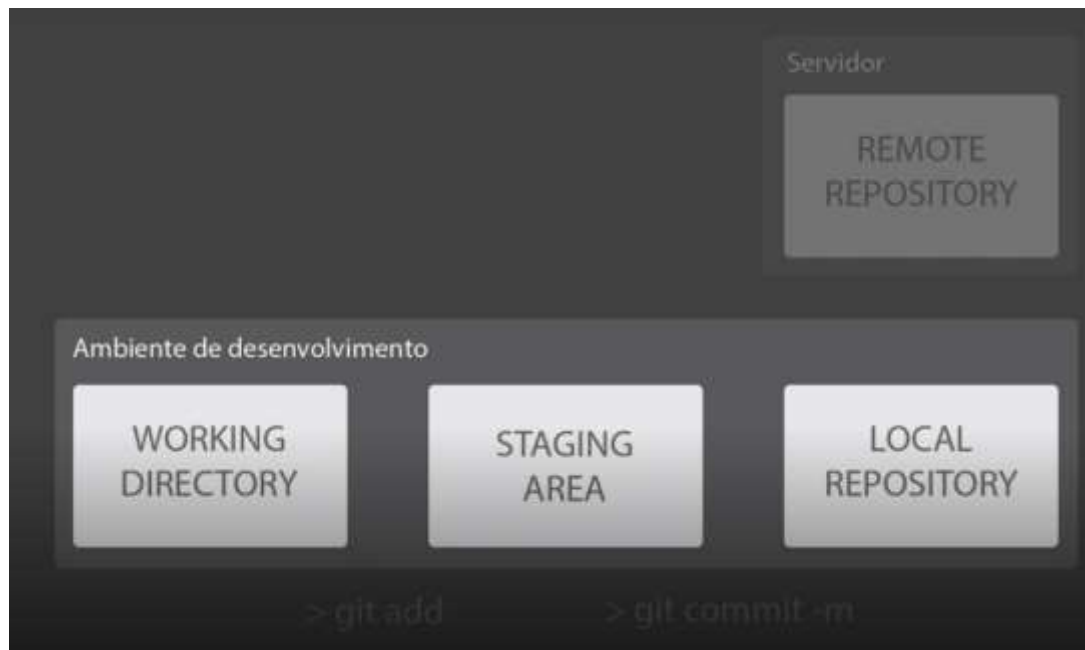 Servidor
REMOTE
REPOSITORY
Ambiente de desenvolvimento
WORKING
DIRECTORY
STAGING
AREA
LOCAL
REPOSITORY
> git add
> git commit -m